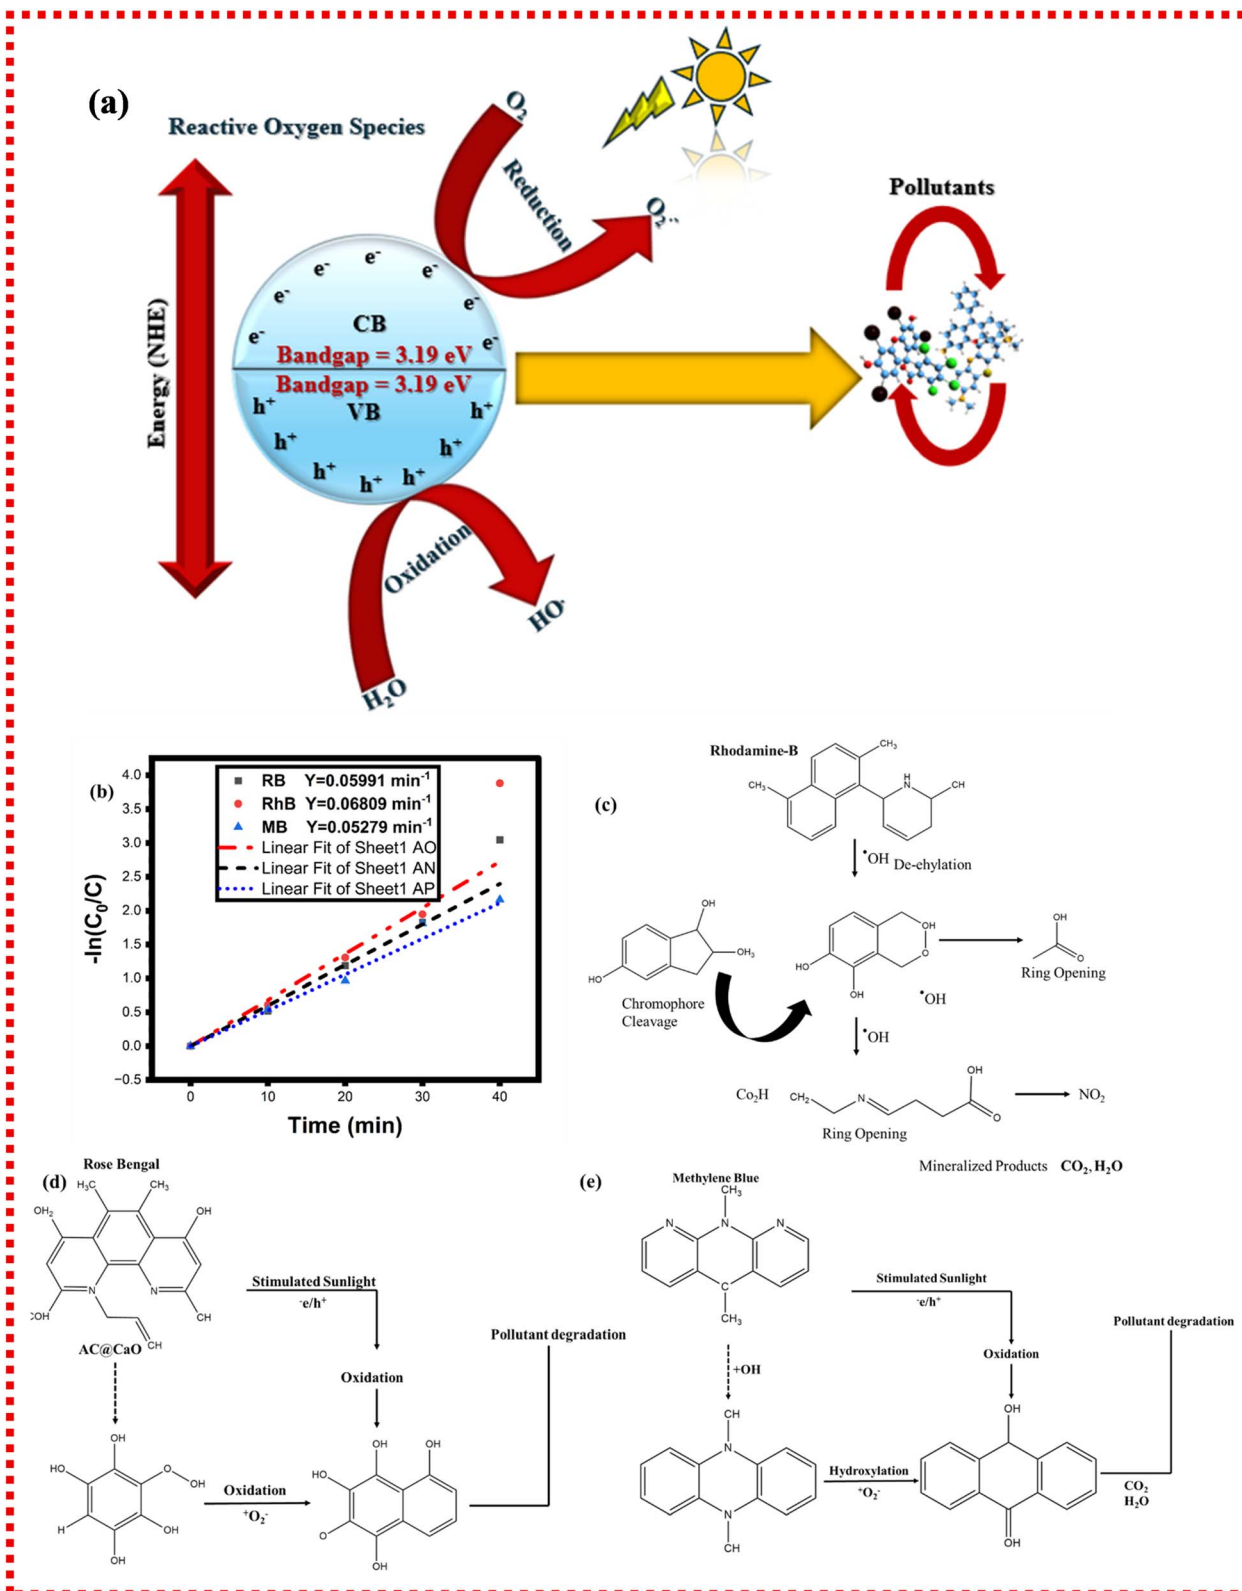 (a)
Reactive Oxygen Species
O₂
Reduction
O₂⁻·
Pollutants
Energy (NHE)
e⁻ e⁻ e⁻ e⁻ e⁻ e⁻ e⁻
CB
Bandgap = 3.19 eV
Bandgap = 3.19 eV
VB
h⁺ h⁺ h⁺ h⁺ h⁺ h⁺ h⁺
Oxidation
HO·
H₂O
(b)
RB Y=0.05991 min⁻¹
RhB Y=0.06809 min⁻¹
MB Y=0.05279 min⁻¹
Linear Fit of Sheet1 AO
Linear Fit of Sheet1 AN
Linear Fit of Sheet1 AP
4.0
3.5
3.0
2.5
2.0
1.5
1.0
0.5
0.0
−0.5
-ln(C₀/C)
0 10 20 30 40
Time (min)
(c)
Rhodamine-B
CH₃
CH₃
H
N
CH
•OH De-ehylation
OH
OH₃
HO
Chromophore
Cleavage
OH
O
HO
OH
•OH
OH
O
Ring Opening
•OH
Co₂H
CH₂
N
OH
O
Ring Opening
NO₂
Mineralized Products CO₂, H₂O
(d)
Rose Bengal
H₃C
CH₃
OH₂
OH
N
N
COH
CH
CH
AC@CaO
Stimulated Sunlight
⁻e/h⁺
Oxidation
Pollutant degradation
OH
HO
O
OH
H
OH
OH
Oxidation
⁺O₂⁻
OH
OH
HO
O
OH
(e)
Methylene Blue
CH₃
N
N
N
C
CH₃
Stimulated Sunlight
⁻e/h⁺
Oxidation
Pollutant degradation
+OH
CH
N
N
CH
Hydroxylation
⁺O₂⁻
OH
OH
CO₂
H₂O